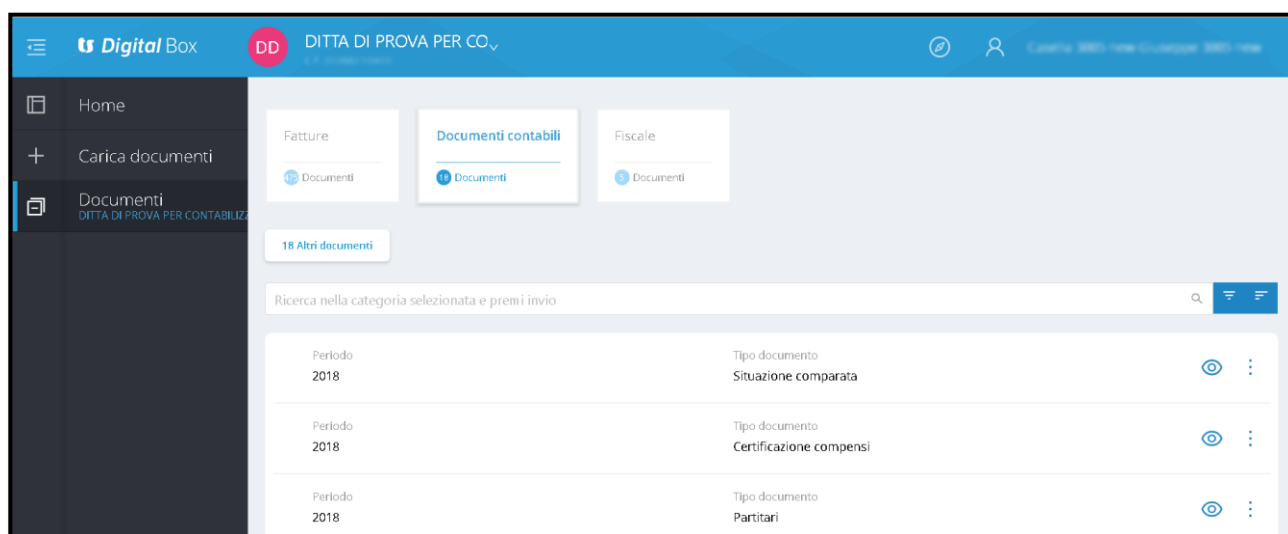 ts Digital Box
DD
DITTA DI PROVA PER CO
Home
Carica documenti
Documenti
DITTA DI PROVA PER CONTABILIZZ
Fatture
Documenti
Documenti contabili
18 Documenti
Fiscale
5 Documenti
18 Altri documenti
Ricerca nella categoria selezionata e premi invio
Periodo
2018
Tipo documento
Situazione comparata
Periodo
2018
Tipo documento
Certificazione compensi
Periodo
2018
Tipo documento
Partitari